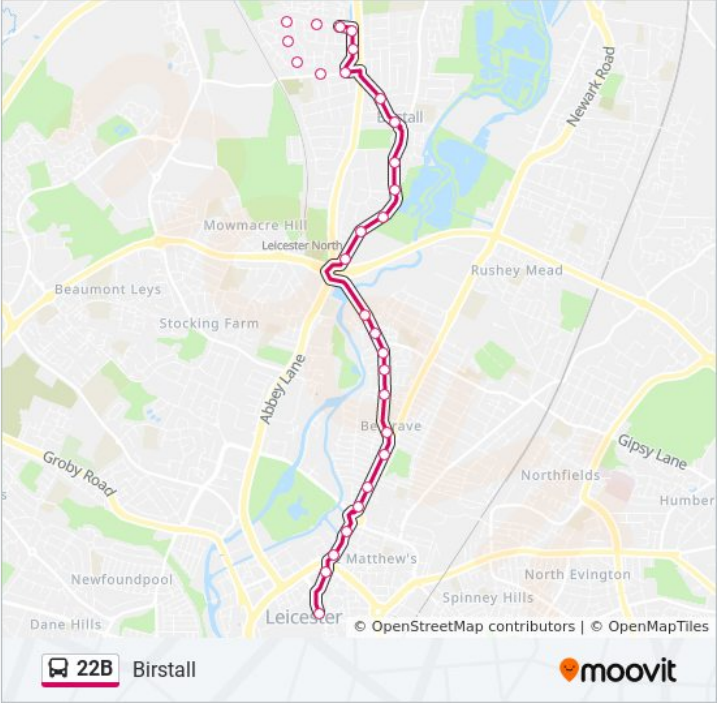 Newark Road
Birstall
Mowmacre Hill
Leicester North
Rushey Mead
Beaumont Leys
Stocking Farm
Abbey Lane
Belgrave
Gipsy Lane
Groby Road
Northfields
Humber
s
Matthew's
Newfoundpool
North Evington
Spinney Hills
Leicester
Dane Hills
© OpenStreetMap contributors | © OpenMapTiles
22B Birstall
moovit